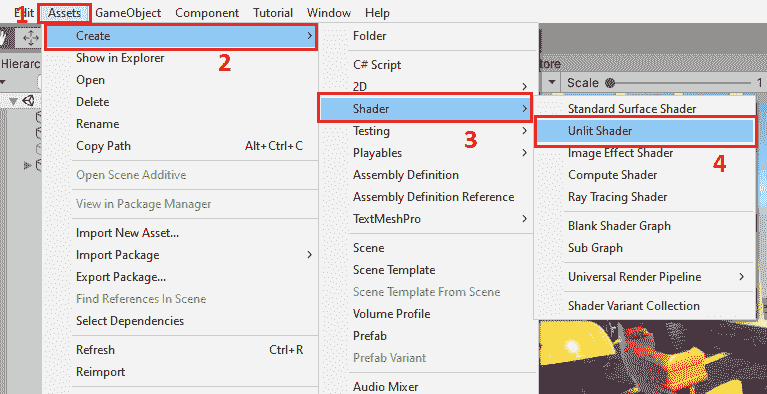 1
Edit Assets GameObject Component Tutorial Window Help
Create
2
Show in Explorer
Open
Delete
Rename
Copy Path Alt+Ctrl+C
Open Scene Additive
View in Package Manager
Import New Asset...
Import Package
Export Package...
Find References In Scene
Select Dependencies
Refresh Ctrl+R
Reimport
Folder
C# Script
2D
Shader
3
Testing
Playables
Assembly Definition
Assembly Definition Reference
TextMeshPro
Scene
Scene Template
Scene Template From Scene
Volume Profile
Prefab
Prefab Variant
Audio Mixer
Scale 1
Standard Surface Shader
Unlit Shader
4
Image Effect Shader
Compute Shader
Ray Tracing Shader
Blank Shader Graph
Sub Graph
Universal Render Pipeline
Shader Variant Collection
Hierarc
tore